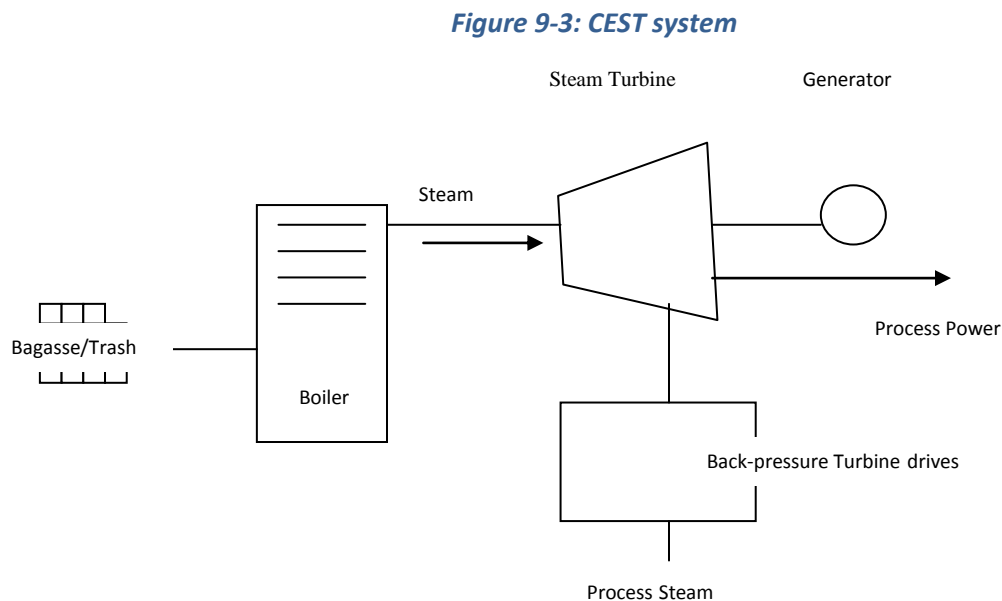 Figure 9-3: CEST system
Steam Turbine
Generator
Steam
Process Power
Bagasse/Trash
Boiler
Back-pressure Turbine drives
Process Steam